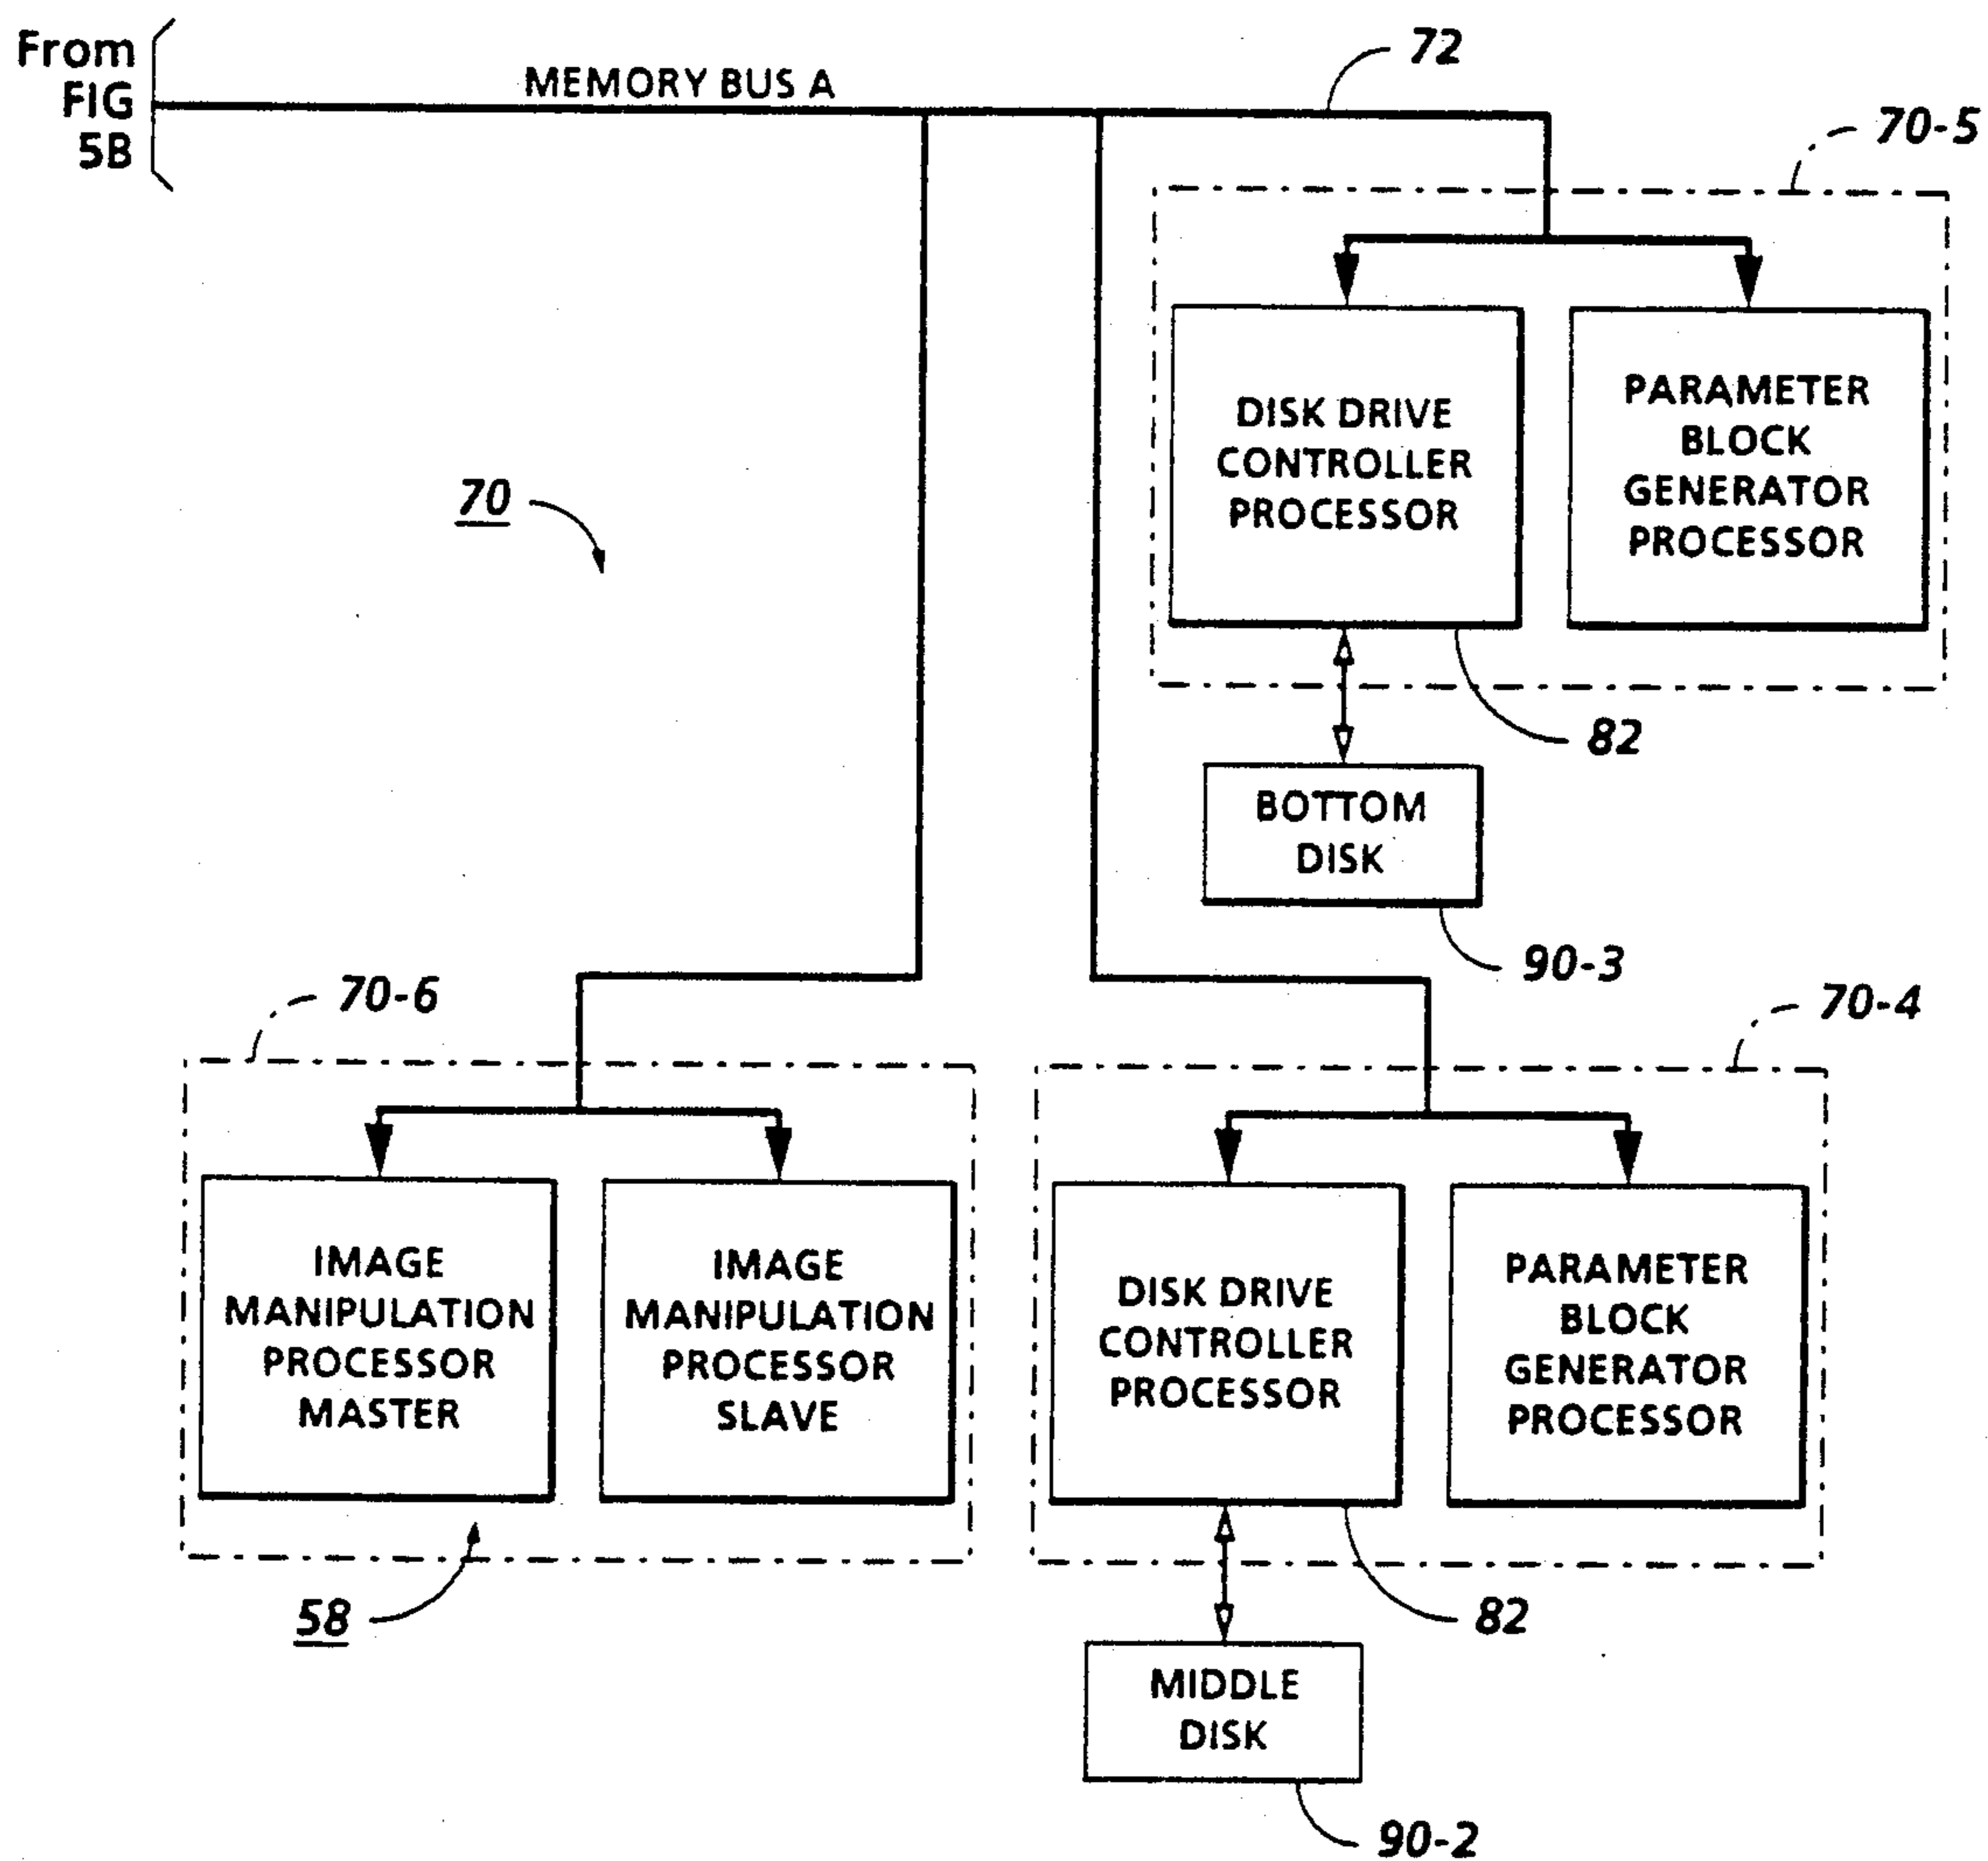 From
FIG
5B
MEMORY BUS A
72
70-5
DISK DRIVE
CONTROLLER
PROCESSOR
PARAMETER
BLOCK
GENERATOR
PROCESSOR
70
82
BOTTOM
DISK
90-3
70-6
70-4
IMAGE
MANIPULATION
PROCESSOR
MASTER
IMAGE
MANIPULATION
PROCESSOR
SLAVE
DISK DRIVE
CONTROLLER
PROCESSOR
PARAMETER
BLOCK
GENERATOR
PROCESSOR
58
82
MIDDLE
DISK
90-2